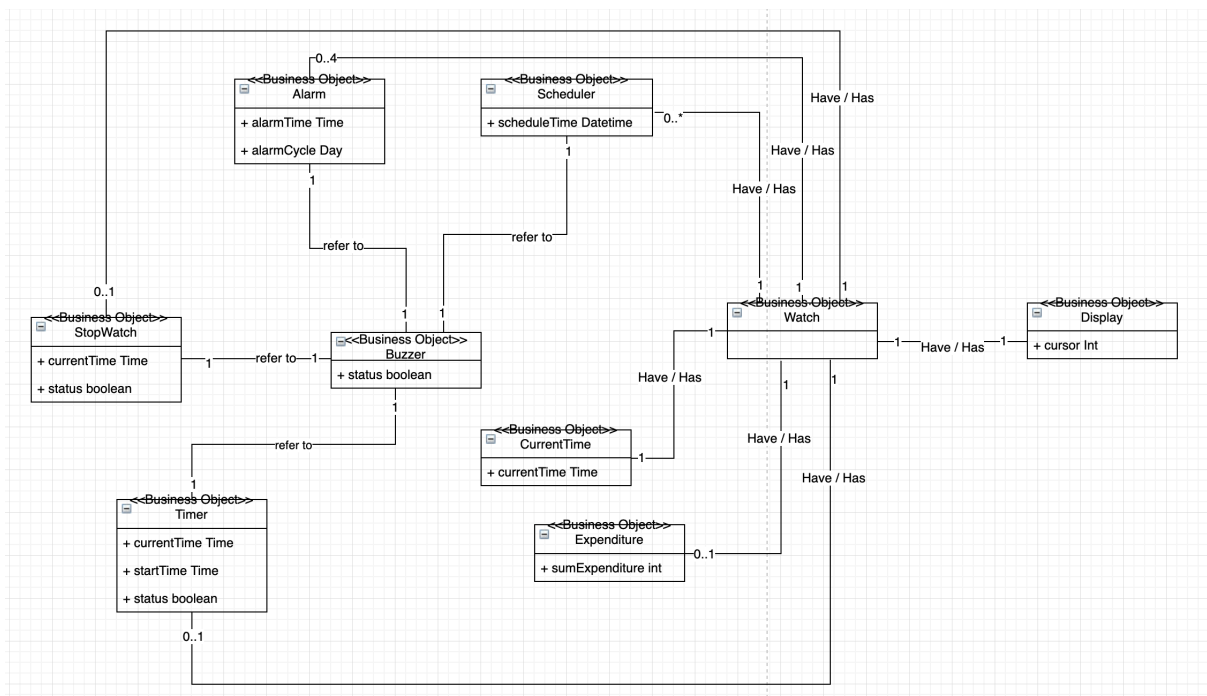 0..4
<<Business Object>>
Alarm
+ alarmTime Time
+ alarmCycle Day
1
<<Business Object>>
Scheduler
+ scheduleTime Datetime
1
0..*
Have / Has
Have / Has
Have / Has
refer to
refer to
0..1
1
1
1
1
1
<<Business Object>>
StopWatch
+ currentTime Time
+ status boolean
1
refer to
1
<<Business Object>>
Buzzer
+ status boolean
1
<<Business Object>>
Watch
1
1
Have / Has
1
<<Business Object>>
Display
+ cursor Int
Have / Has
1
1
<<Business Object>>
CurrentTime
+ currentTime Time
1
Have / Has
refer to
1
Have / Has
<<Business Object>>
Timer
+ currentTime Time
+ startTime Time
+ status boolean
0..1
<<Business Object>>
Expenditure
+ sumExpenditure int
0..1